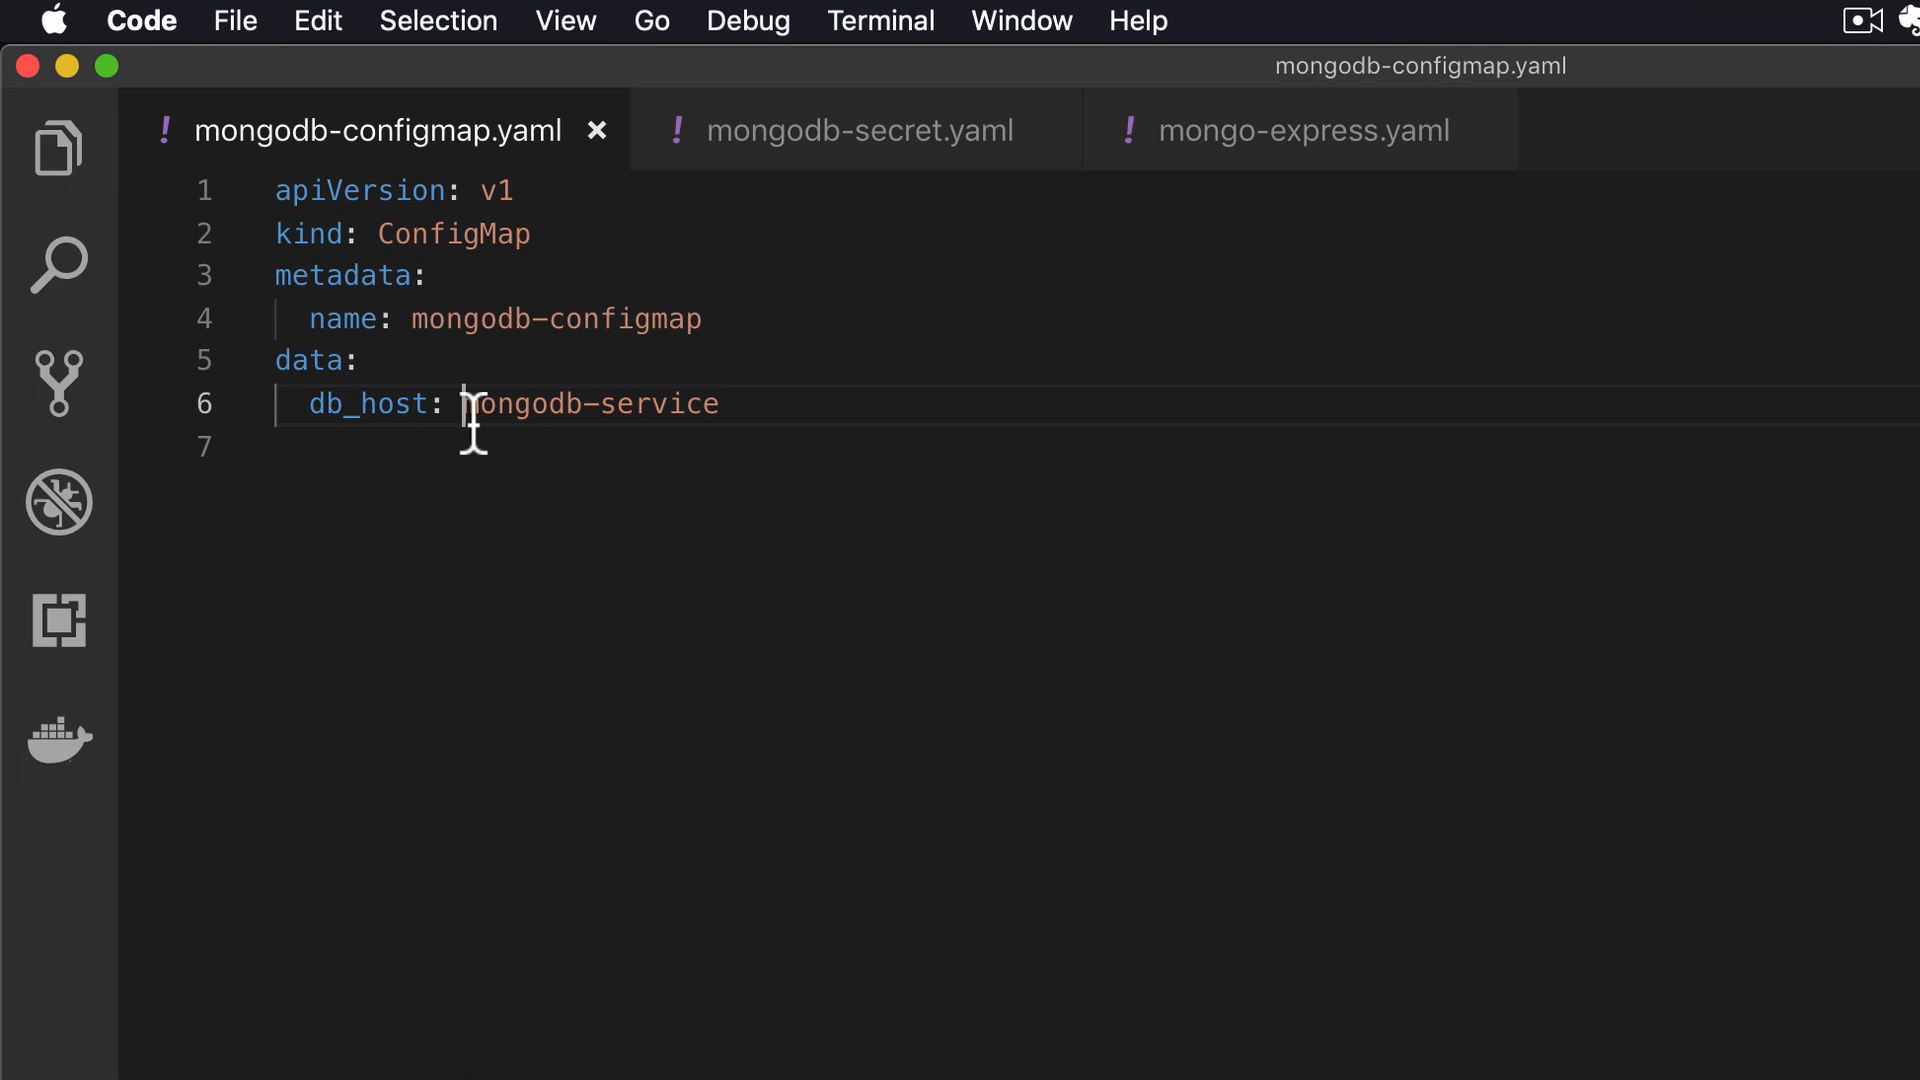 Code File Edit Selection View Go Debug Terminal Window Help
mongodb-configmap.yaml
! mongodb-configmap.yaml × ! mongodb-secret.yaml ! mongo-express.yaml
1 apiVersion: v1
2 kind: ConfigMap
3 metadata:
4 name: mongodb-configmap
5 data:
6 db_host: mongodb-service
7